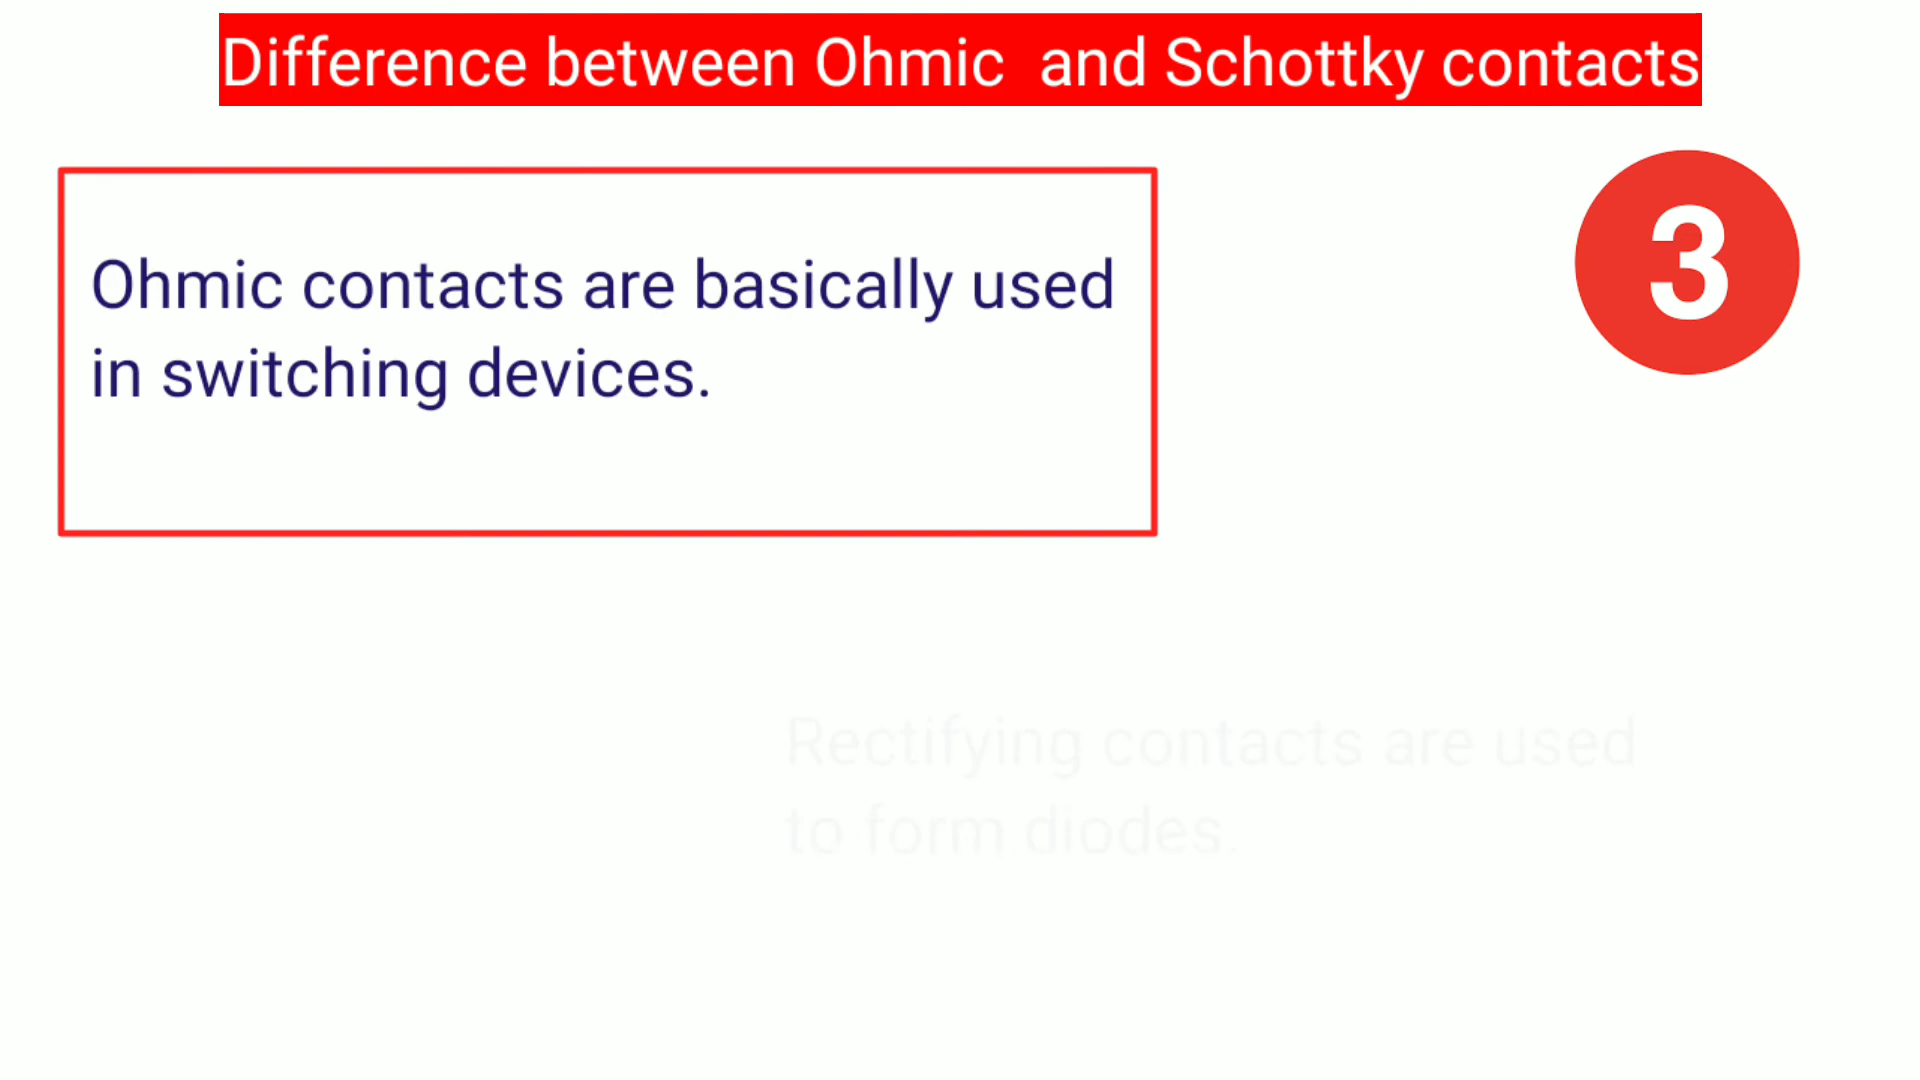 Difference between Ohmic  and Schottky contacts
3
Ohmic contacts are basically used
in switching devices.
Rectifying contacts are used
to form diodes.